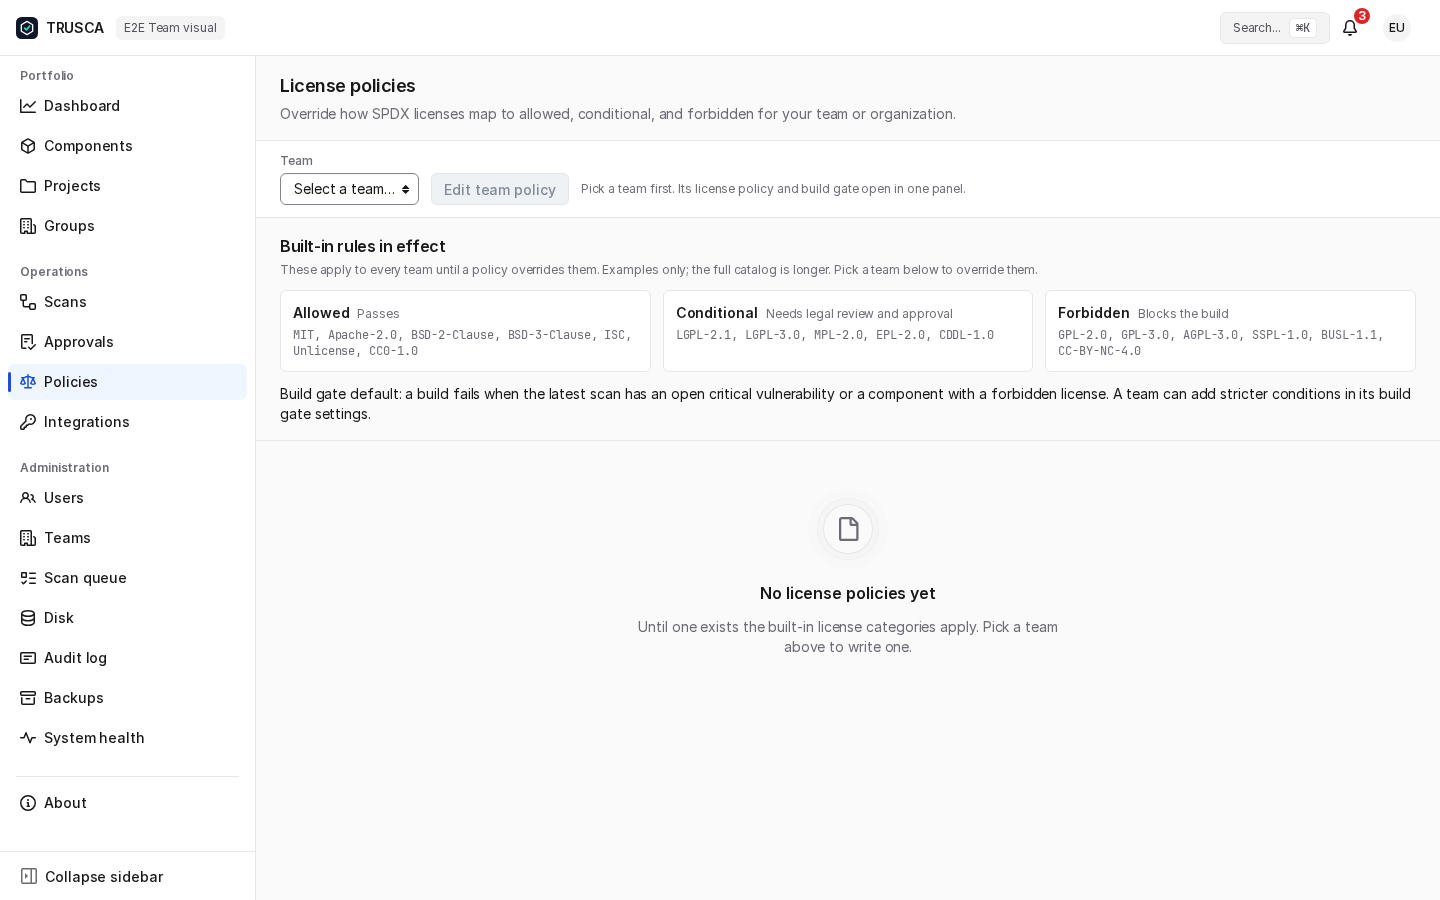 TRUSCA
E2E Team visual
Search...
⌘K
3
EU
Portfolio
Dashboard
Components
Projects
Groups
Operations
Scans
Approvals
Policies
Integrations
Administration
Users
Teams
Scan queue
Disk
Audit log
Backups
System health
About
Collapse sidebar
License policies
Override how SPDX licenses map to allowed, conditional, and forbidden for your team or organization.
Team
Select a team...
Edit team policy
Pick a team first. Its license policy and build gate open in one panel.
Built-in rules in effect
These apply to every team until a policy overrides them. Examples only; the full catalog is longer. Pick a team below to override them.
Allowed Passes
MIT, Apache-2.0, BSD-2-Clause, BSD-3-Clause, ISC,
Unlicense, CC0-1.0
Conditional Needs legal review and approval
LGPL-2.1, LGPL-3.0, MPL-2.0, EPL-2.0, CDDL-1.0
Forbidden Blocks the build
GPL-2.0, GPL-3.0, AGPL-3.0, SSPL-1.0, BUSL-1.1,
CC-BY-NC-4.0
Build gate default: a build fails when the latest scan has an open critical vulnerability or a component with a forbidden license. A team can add stricter conditions in its build
gate settings.
No license policies yet
Until one exists the built-in license categories apply. Pick a team
above to write one.